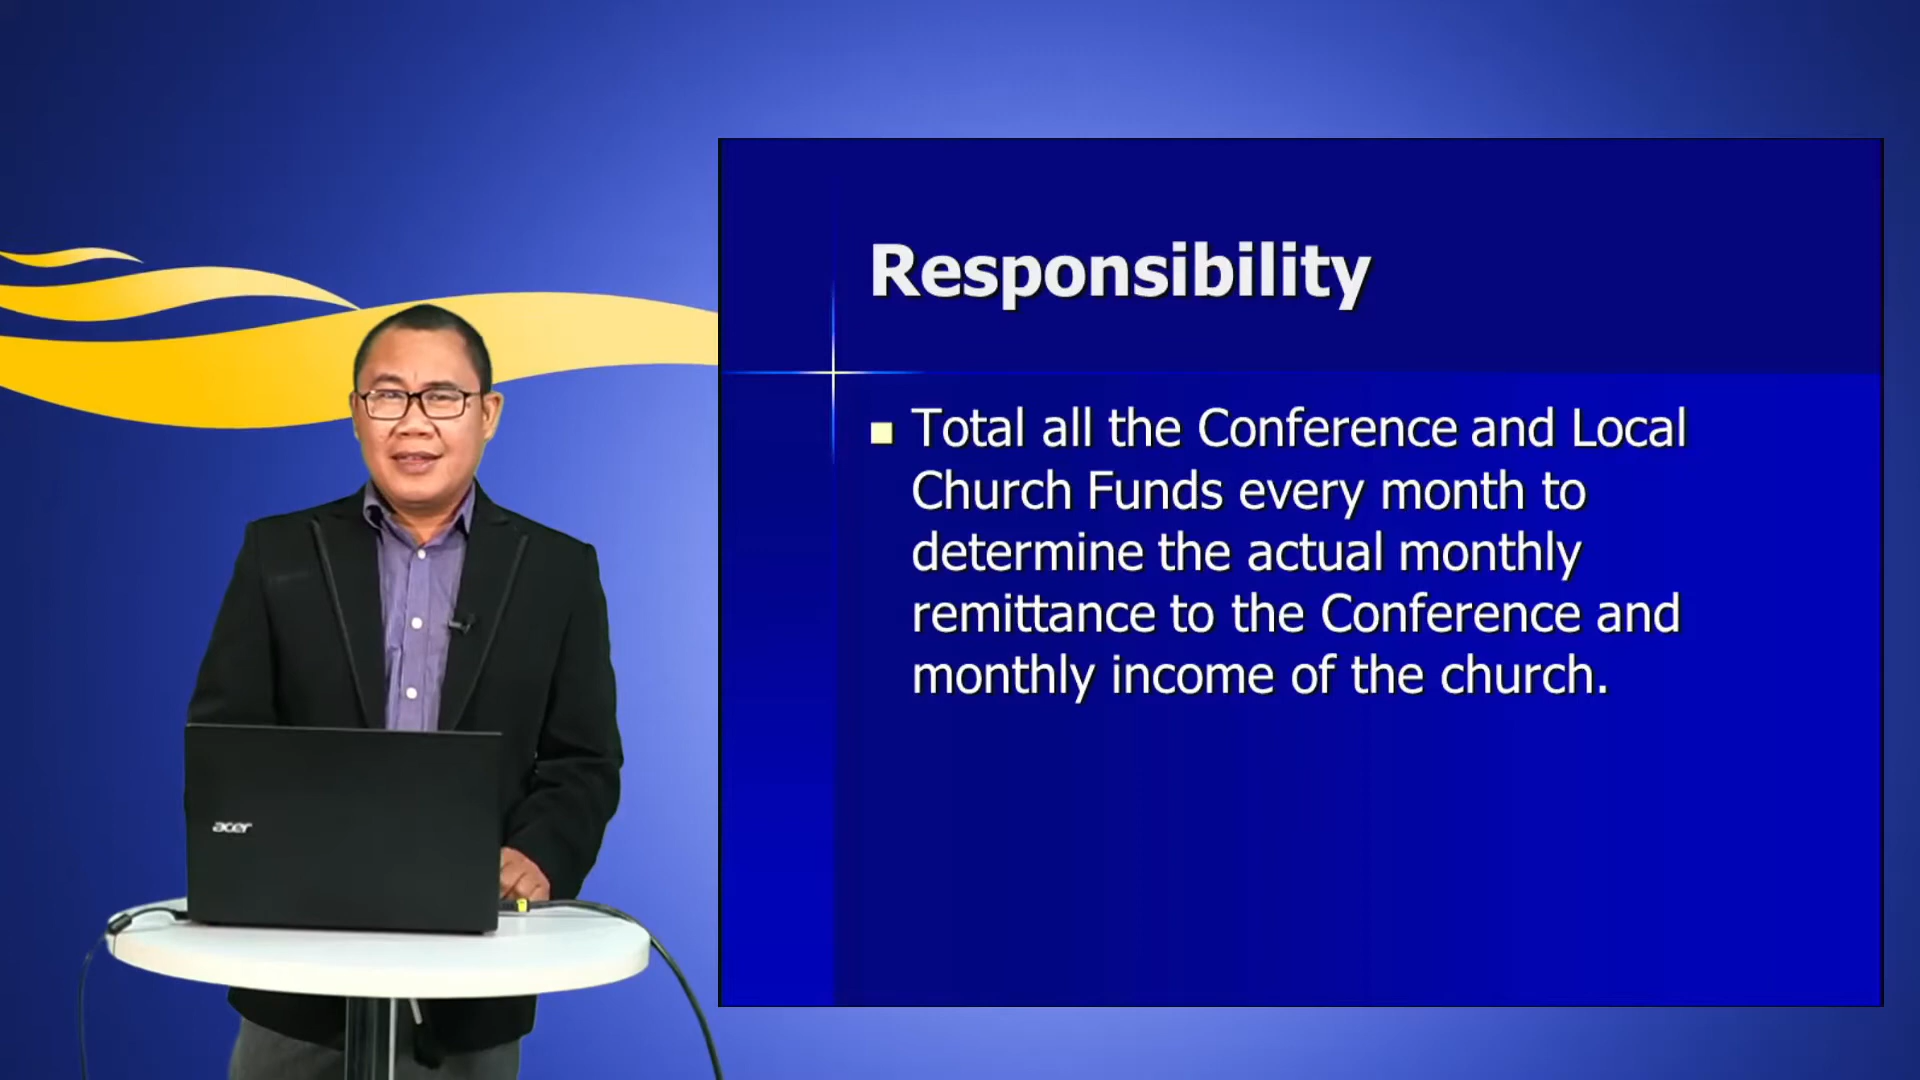 Responsibility
Total all the Conference and Local
Church Funds every month to
determine the actual monthly
remittance to the Conference and
monthly income of the church.
acer